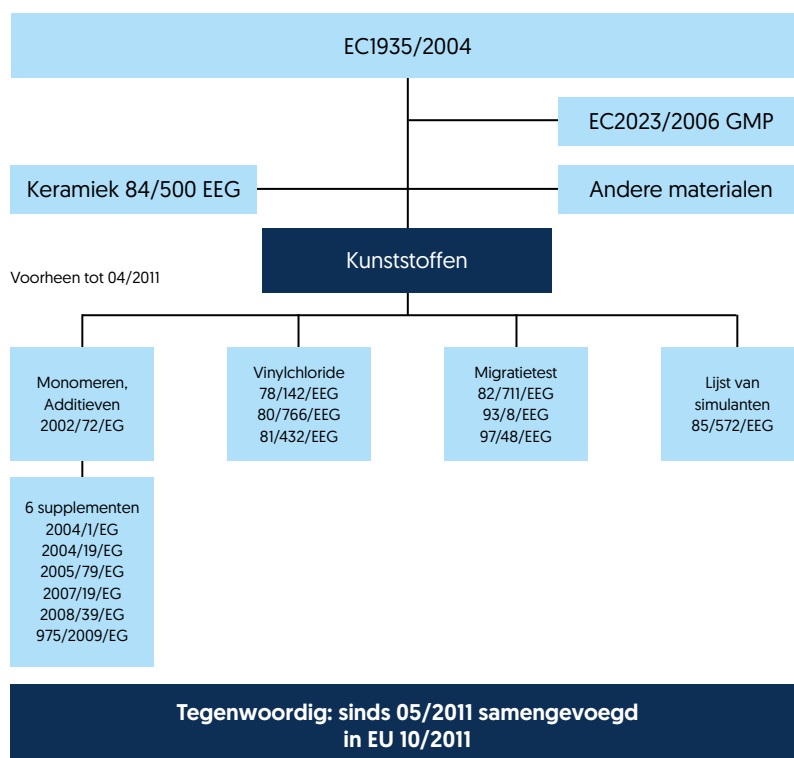 EC1935/2004
EC2023/2006 GMP
Keramiek 84/500 EEG
Andere materialen
Kunststoffen
Voorheen tot 04/2011
Monomeren,
Additieven
2002/72/EG
Vinylchloride
78/142/EEG
80/766/EEG
81/432/EEG
Migratietest
82/711/EEG
93/8/EEG
97/48/EEG
Lijst van
simulanten
85/572/EEG
6 supplementen
2004/1/EG
2004/19/EG
2005/79/EG
2007/19/EG
2008/39/EG
975/2009/EG
Tegenwoordig: sinds 05/2011 samengevoegd
in EU 10/2011